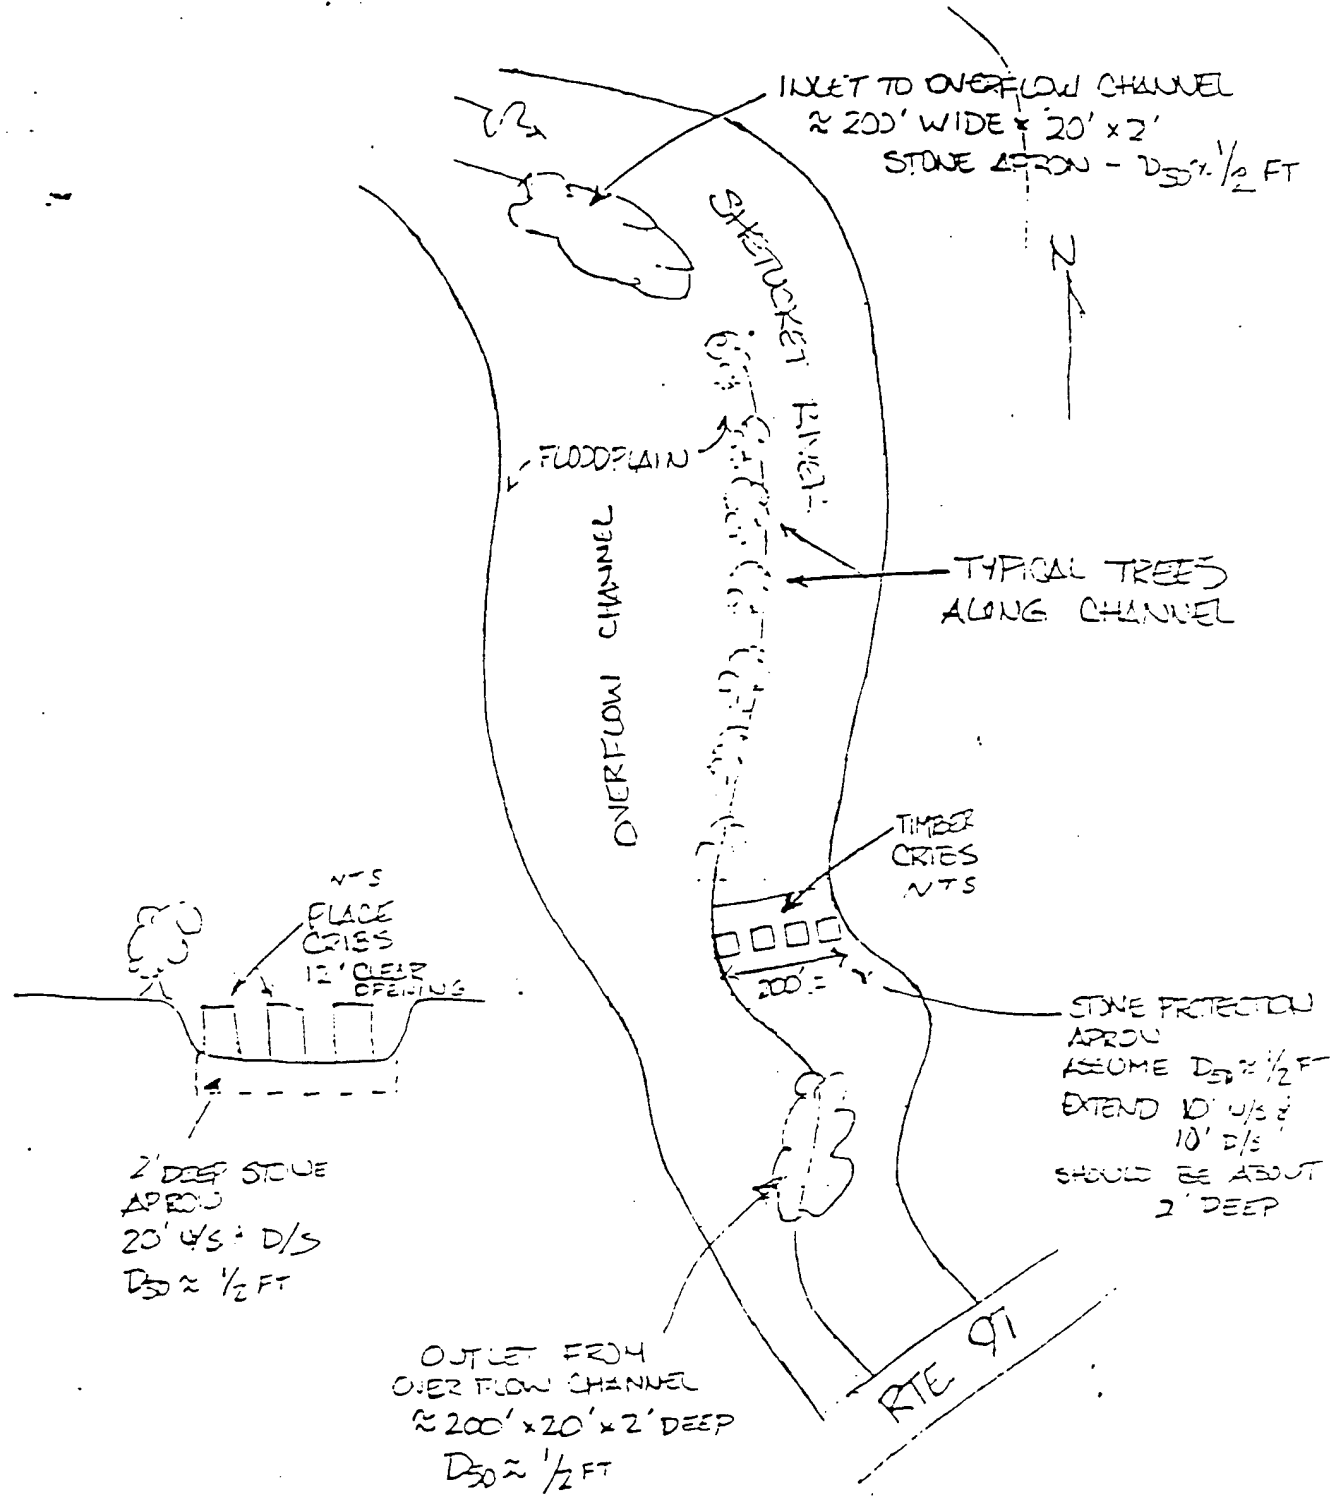 INLET TO OVERFLOW CHANNEL
≈ 200' WIDE x 20' x 2'
STONE APRON - D50 ≈ 1/2 FT
N
SHETUCKET RIVER
FLOODPLAIN
OVERFLOW CHANNEL
TYPICAL TREES
ALONG CHANNEL
TIMBER
CRIBS
NTS
200'±
NTS
PLACE
CRIBS
12' CLEAR
OPENING
STONE PROTECTION
APRON
ASSUME D50 ≈ 1/2 FT
EXTEND 10' U/S &
10' D/S
SHOULD BE ABOUT
2' DEEP
2' DEEP STONE
APRON
20' U/S & D/S
D50 ≈ 1/2 FT
OUTLET FROM
OVERFLOW CHANNEL
≈ 200' x 20' x 2' DEEP
D50 ≈ 1/2 FT
RTE 97